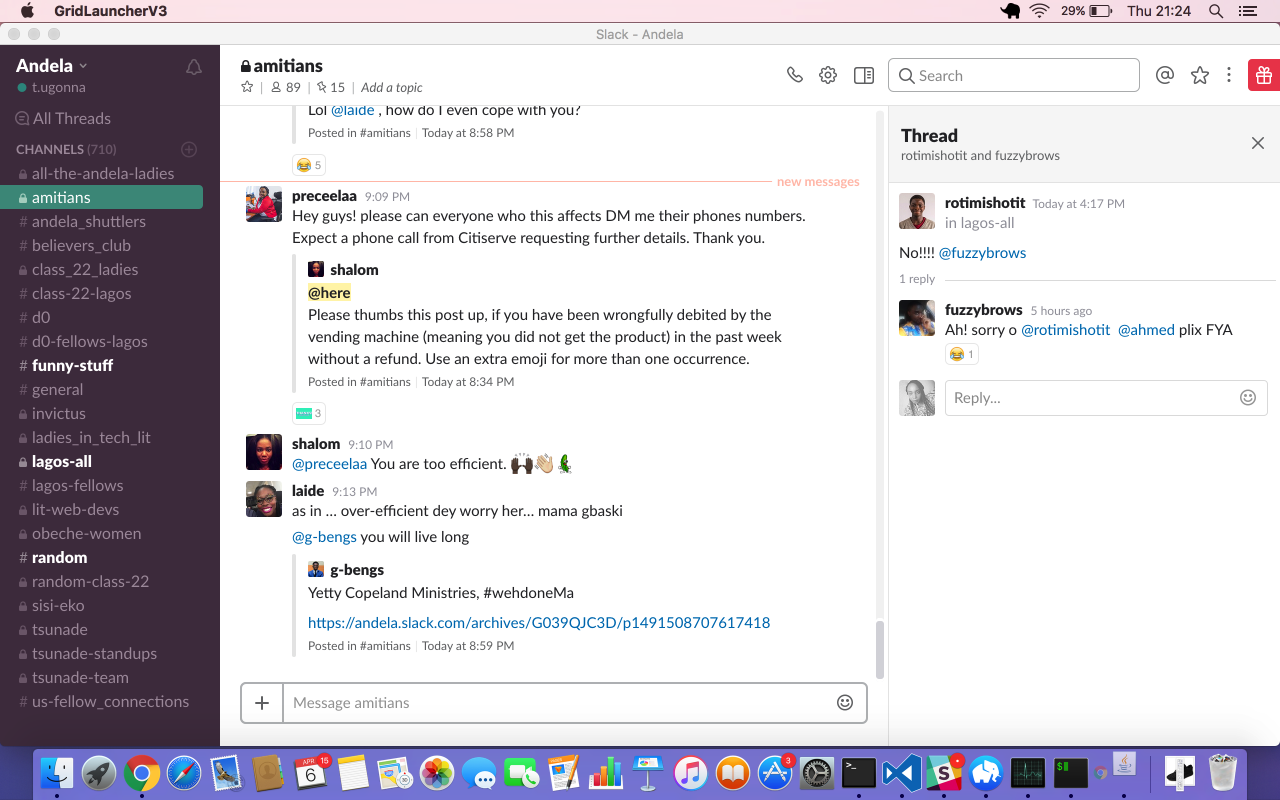 GridLauncherV3
29%
Thu 21:24
Slack - Andela
Andela
t.ugonna
All Threads
CHANNELS (710)
all-the-andela-ladies
amitians
# andela_shuttlers
# believers_club
class_22_ladies
# class-22-lagos
# d0
# d0-fellows-lagos
# funny-stuff
# general
invictus
ladies_in_tech_lit
lagos-all
# lagos-fellows
lit-web-devs
obeche-women
# random
random-class-22
sisi-eko
tsunade
tsunade-standups
tsunade-team
# us-fellow_connections
amitians
89 | 15 | Add a topic
Search
Lol @laide , how do I even cope with you?
Posted in #amitians | Today at 8:58 PM
5
new messages
preceelaa 9:09 PM
Hey guys! please can everyone who this affects DM me their phones numbers.
Expect a phone call from Citiserve requesting further details. Thank you.
shalom
@here
Please thumbs this post up, if you have been wrongfully debited by the
vending machine (meaning you did not get the product) in the past week
without a refund. Use an extra emoji for more than one occurrence.
Posted in #amitians | Today at 8:34 PM
3
shalom 9:10 PM
@preceelaa You are too efficient.
laide 9:13 PM
as in ... over-efficient dey worry her... mama gbaski
@g-bengs you will live long
g-bengs
Yetty Copeland Ministries, #wehdoneMa
https://andela.slack.com/archives/G039QJC3D/p1491508707617418
Posted in #amitians | Today at 8:59 PM
Message amitians
Thread
rotimishotit and fuzzybrows
rotimishotit Today at 4:17 PM
in lagos-all
No!!!! @fuzzybrows
1 reply
fuzzybrows 5 hours ago
Ah! sorry o @rotimishotit @ahmed plix FYA
1
Reply...
APR
6
15
3